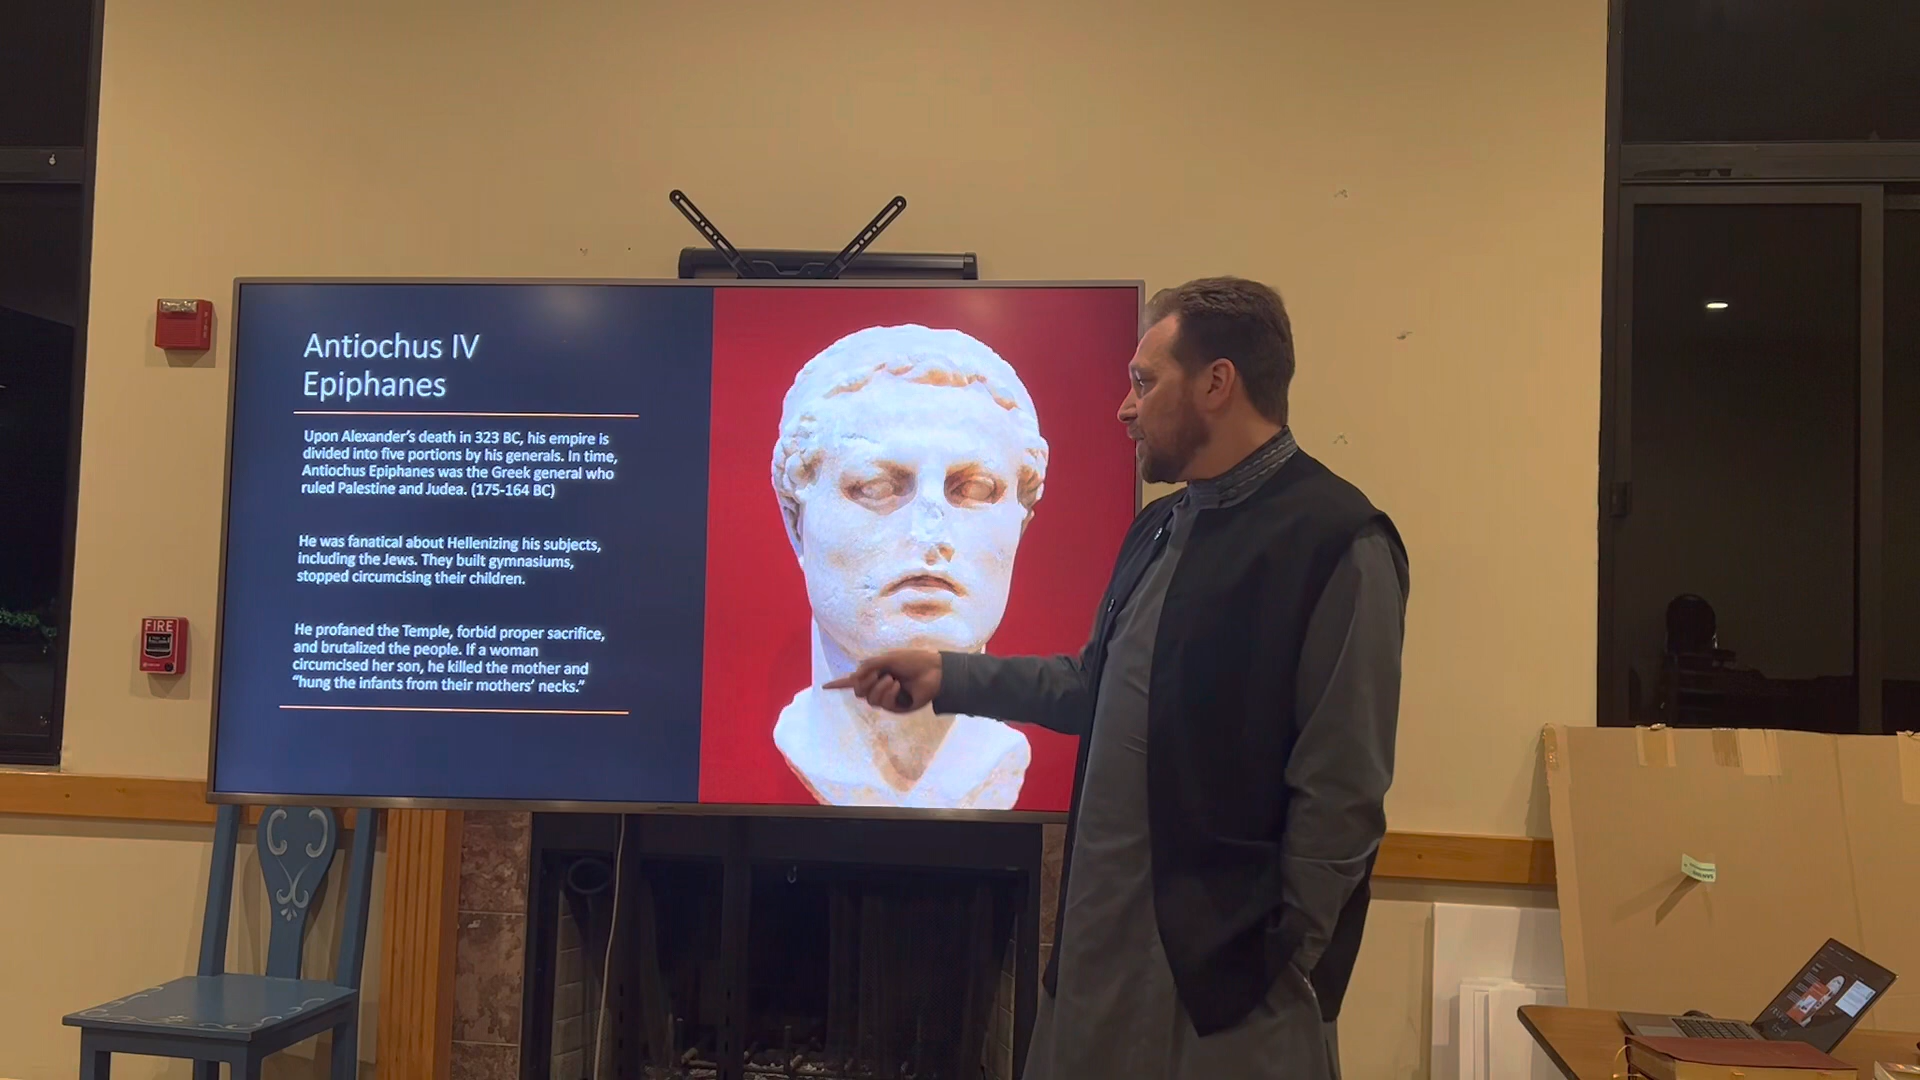 Antiochus IV
Epiphanes
Upon Alexander's death in 323 BC, his empire is
divided into five portions by his generals. In time,
Antiochus Epiphanes was the Greek general who
ruled Palestine and Judea. (175-164 BC)
He was fanatical about Hellenizing his subjects,
including the Jews. They built gymnasiums,
stopped circumcising their children.
He profaned the Temple, forbid proper sacrifice,
and brutalized the people. If a woman
circumcised her son, he killed the mother and
“hung the infants from their mothers’ necks.”
FIRE
FIRE